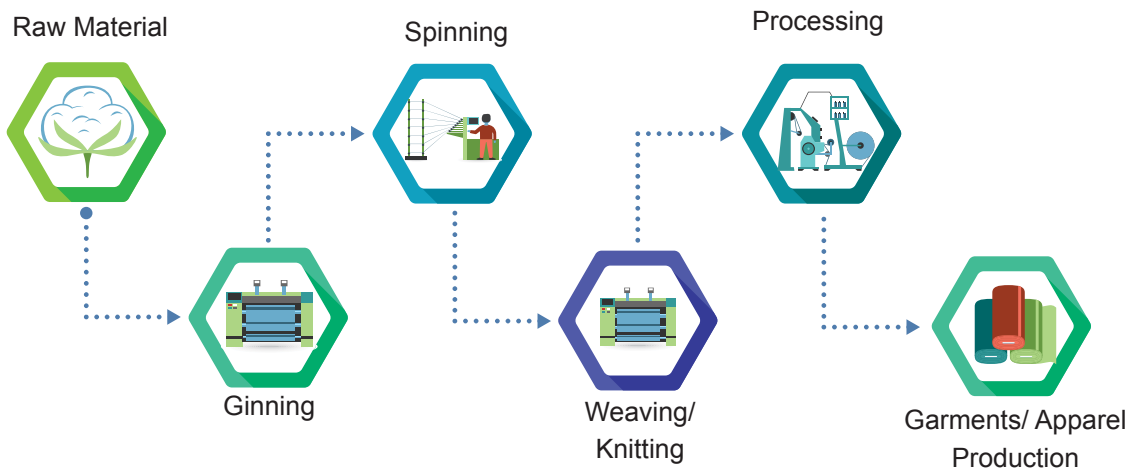 Raw Material
Ginning
Spinning
Weaving/
Knitting
Processing
Garments/ Apparel
Production